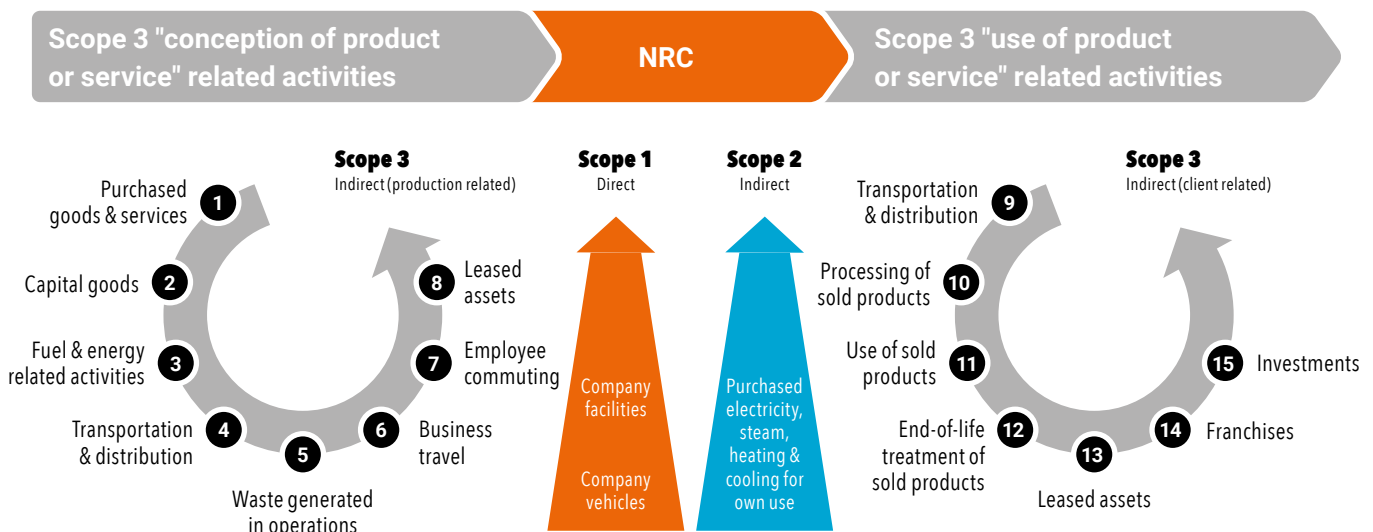 Scope 3 "conception of product
or service" related activities
NRC
Scope 3 "use of product
or service" related activities
Scope 3
Indirect (production related)
1
Purchased
goods & services
2
Capital goods
3
Fuel & energy
related activities
4
Transportation
& distribution
5
Waste generated
in operations
6
Business
travel
7
Employee
commuting
8
Leased
assets
Scope 1
Direct
Company
facilities
Company
vehicles
Scope 2
Indirect
Purchased
electricity,
steam,
heating &
cooling for
own use
Scope 3
Indirect (client related)
9
Transportation
& distribution
10
Processing of
sold products
11
Use of sold
products
12
End-of-life
treatment of
sold products
13
Leased assets
14
Franchises
15
Investments